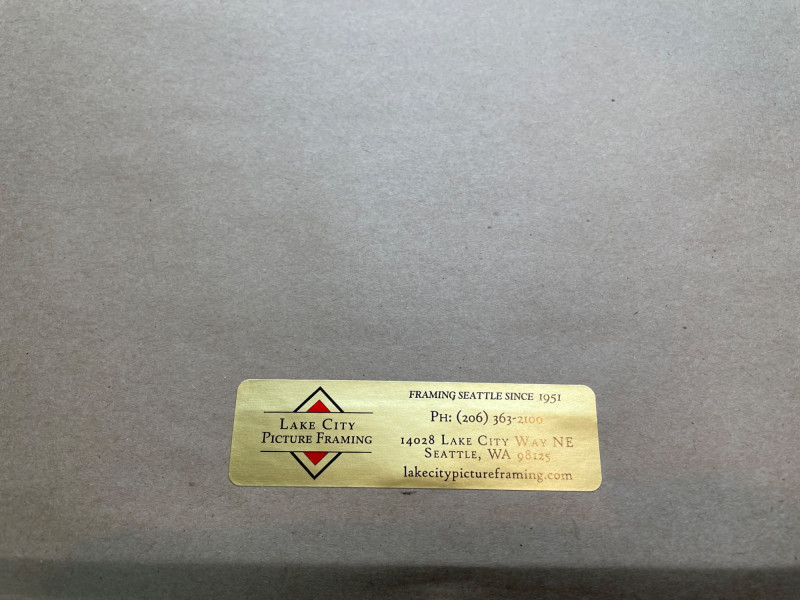 Lake City
Picture Framing
FRAMING SEATTLE SINCE 1951
Ph: (206) 363-2100
14028 Lake City Way NE
Seattle, WA 98125
lakecitypictureframing.com